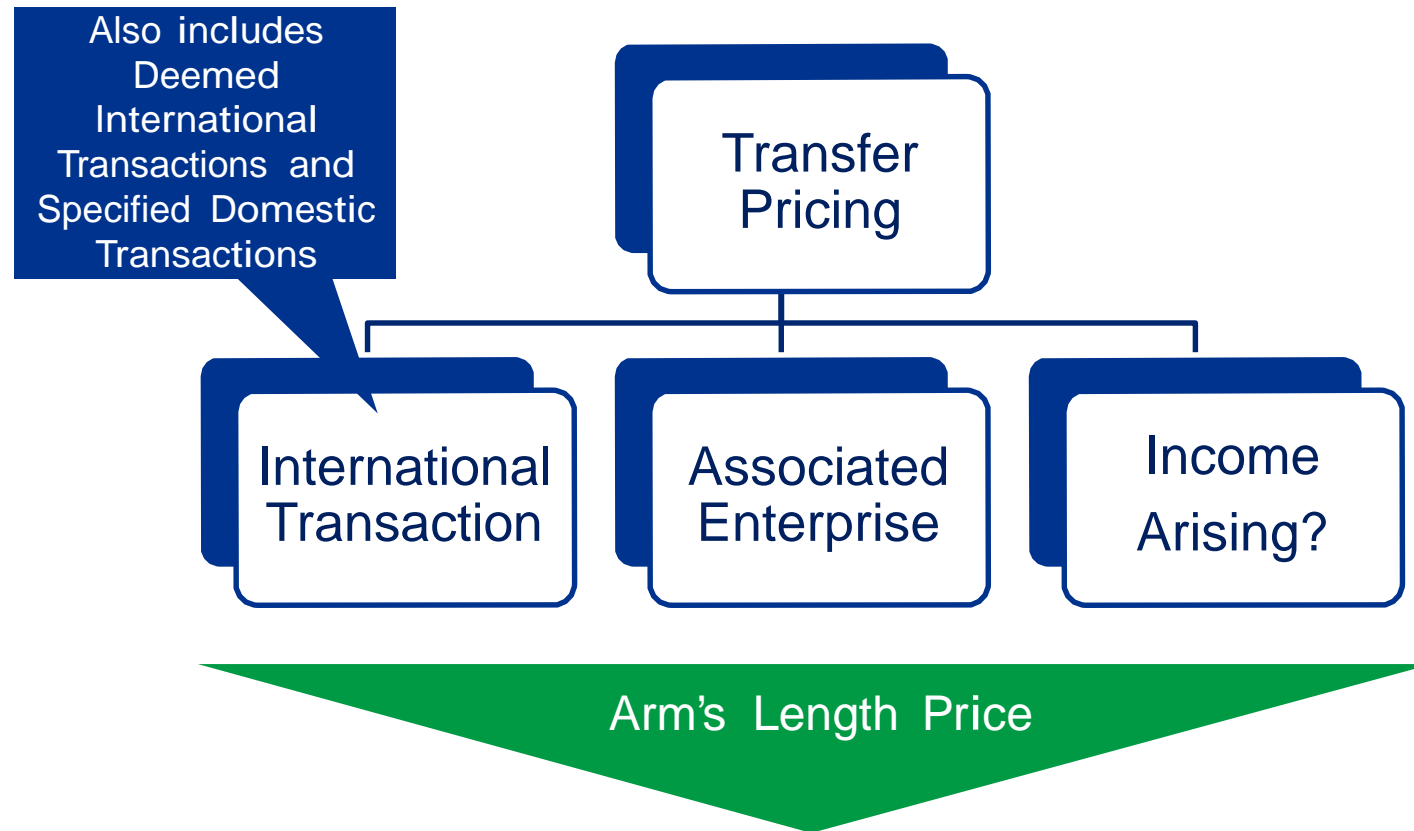 Also includes
Deemed
International
Transactions and
Specified Domestic
Transactions
Transfer
Pricing
International
Transaction
Associated
Enterprise
Income
Arising?
Arm’s Length Price